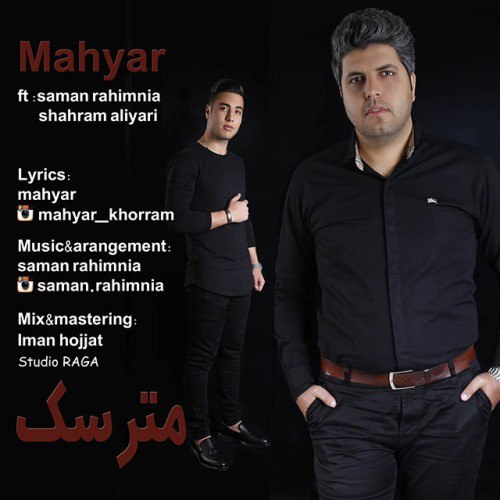 Mahyar
ft :saman rahimnia
shahram aliyari
Lyrics:
mahyar
mahyar_khorram
Music&arangement:
saman rahimnia
saman.rahimnia
Mix&mastering:
Iman hojjat
Studio RAGA
مترسک